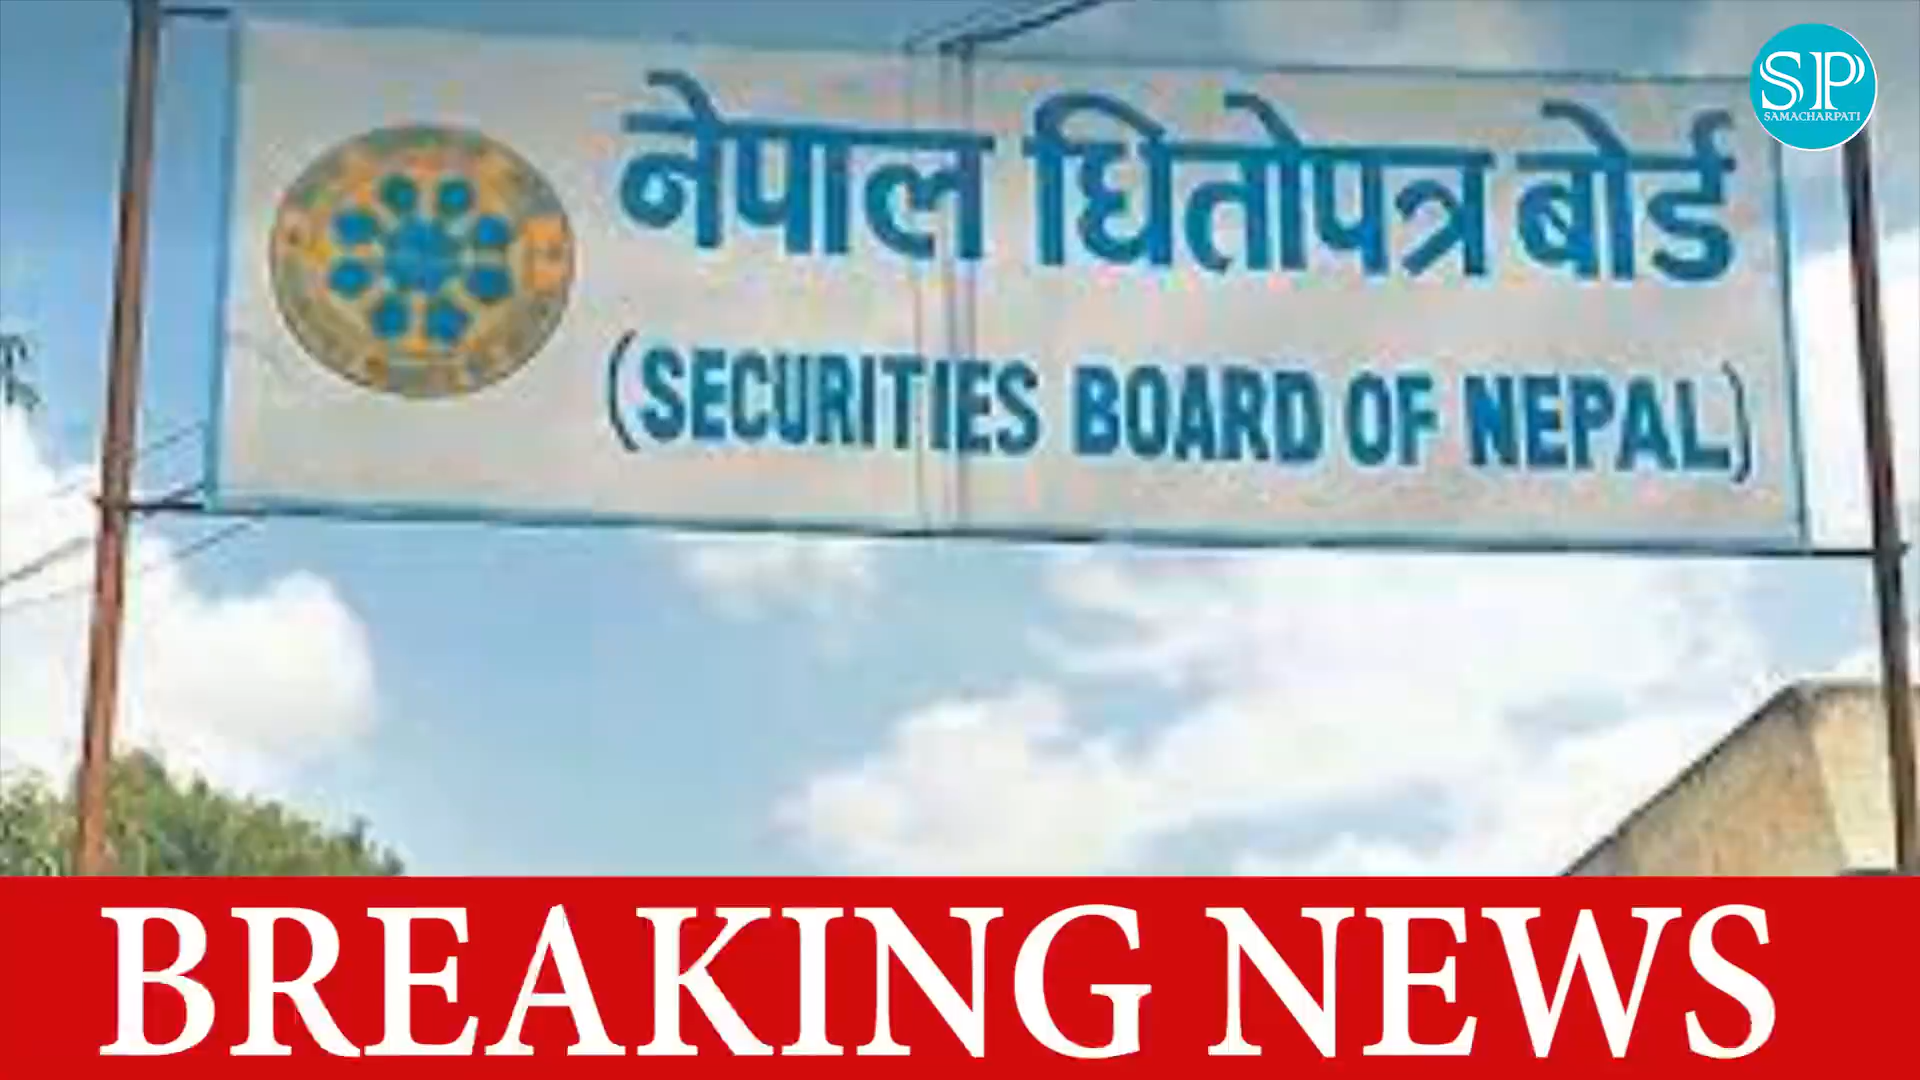 SP
SAMACHARPATI
नेपाल धितोपत्र बोर्ड
(SECURITIES BOARD OF NEPAL)
BREAKING NEWS